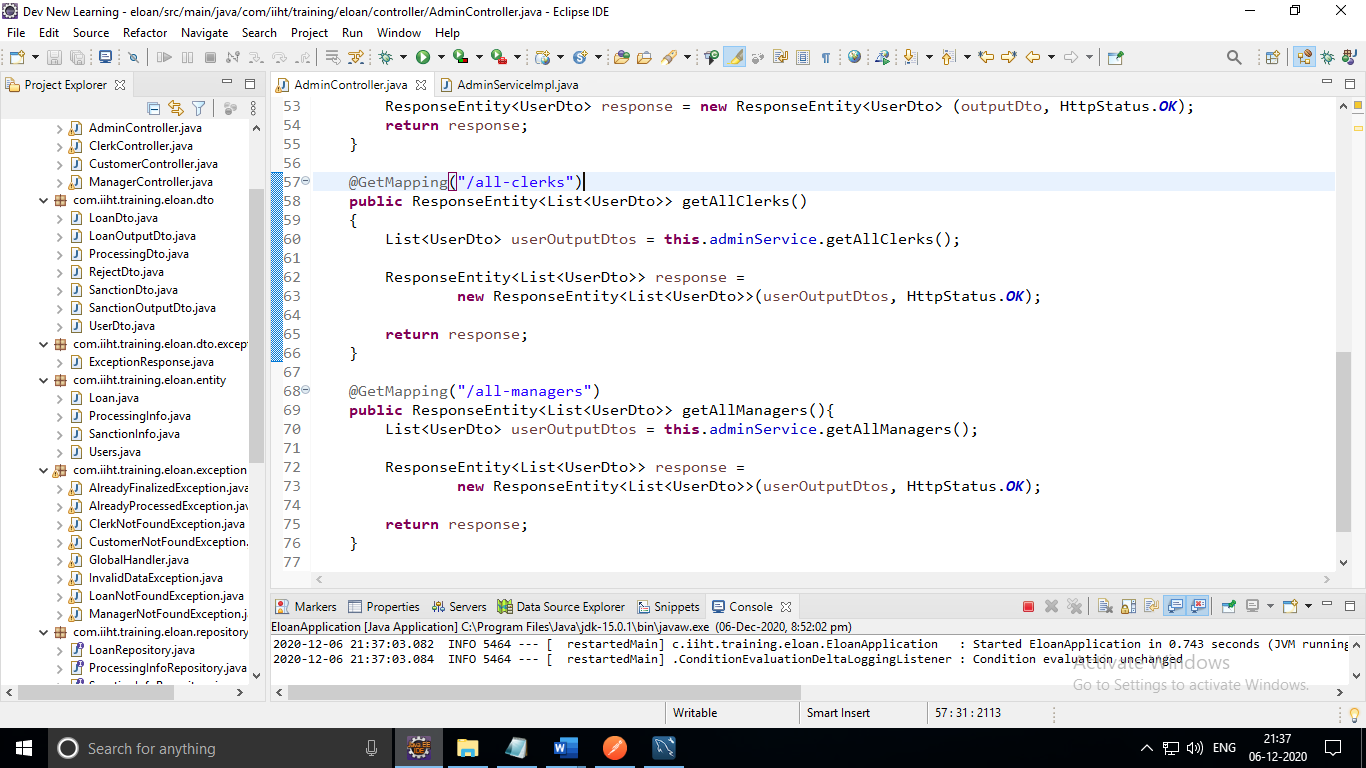 Dev New Learning - eloan/src/main/java/com/iiht/training/eloan/controller/AdminController.java - Eclipse IDE
File Edit Source Refactor Navigate Search Project Run Window Help
Project Explorer
AdminController.java
ClerkController.java
CustomerController.java
ManagerController.java
com.iiht.training.eloan.dto
LoanDto.java
LoanOutputDto.java
ProcessingDto.java
RejectDto.java
SanctionDto.java
SanctionOutputDto.java
UserDto.java
com.iiht.training.eloan.dto.excep
ExceptionResponse.java
com.iiht.training.eloan.entity
Loan.java
ProcessingInfo.java
SanctionInfo.java
Users.java
com.iiht.training.eloan.exception
AlreadyFinalizedException.java
AlreadyProcessedException.jav
ClerkNotFoundException.java
CustomerNotFoundException.
GlobalHandler.java
InvalidDataException.java
LoanNotFoundException.java
ManagerNotFoundException.j
com.iiht.training.eloan.repository
LoanRepository.java
ProcessingInfoRepository.java
AdminController.java AdminServiceImpl.java
53 ResponseEntity<UserDto> response = new ResponseEntity<UserDto> (outputDto, HttpStatus.OK);
54 return response;
55 }
56
57 @GetMapping("/all-clerks")
58 public ResponseEntity<List<UserDto>> getAllClerks()
59 {
60 List<UserDto> userOutputDtos = this.adminService.getAllClerks();
61
62 ResponseEntity<List<UserDto>> response =
63 new ResponseEntity<List<UserDto>>(userOutputDtos, HttpStatus.OK);
64
65 return response;
66 }
67
68 @GetMapping("/all-managers")
69 public ResponseEntity<List<UserDto>> getAllManagers(){
70 List<UserDto> userOutputDtos = this.adminService.getAllManagers();
71
72 ResponseEntity<List<UserDto>> response =
73 new ResponseEntity<List<UserDto>>(userOutputDtos, HttpStatus.OK);
74
75 return response;
76 }
77
Markers Properties Servers Data Source Explorer Snippets Console
EloanApplication [Java Application] C:\Program Files\Java\jdk-15.0.1\bin\javaw.exe (06-Dec-2020, 8:52:02 pm)
2020-12-06 21:37:03.082 INFO 5464 --- [ restartedMain] c.iiht.training.eloan.EloanApplication : Started EloanApplication in 0.743 seconds (JVM running
2020-12-06 21:37:03.084 INFO 5464 --- [ restartedMain] .ConditionEvaluationDeltaLoggingListener : Condition evaluation unchanged
Activate Windows
Go to Settings to activate Windows.
Writable Smart Insert 57 : 31 : 2113
Search for anything
ENG
21:37
06-12-2020